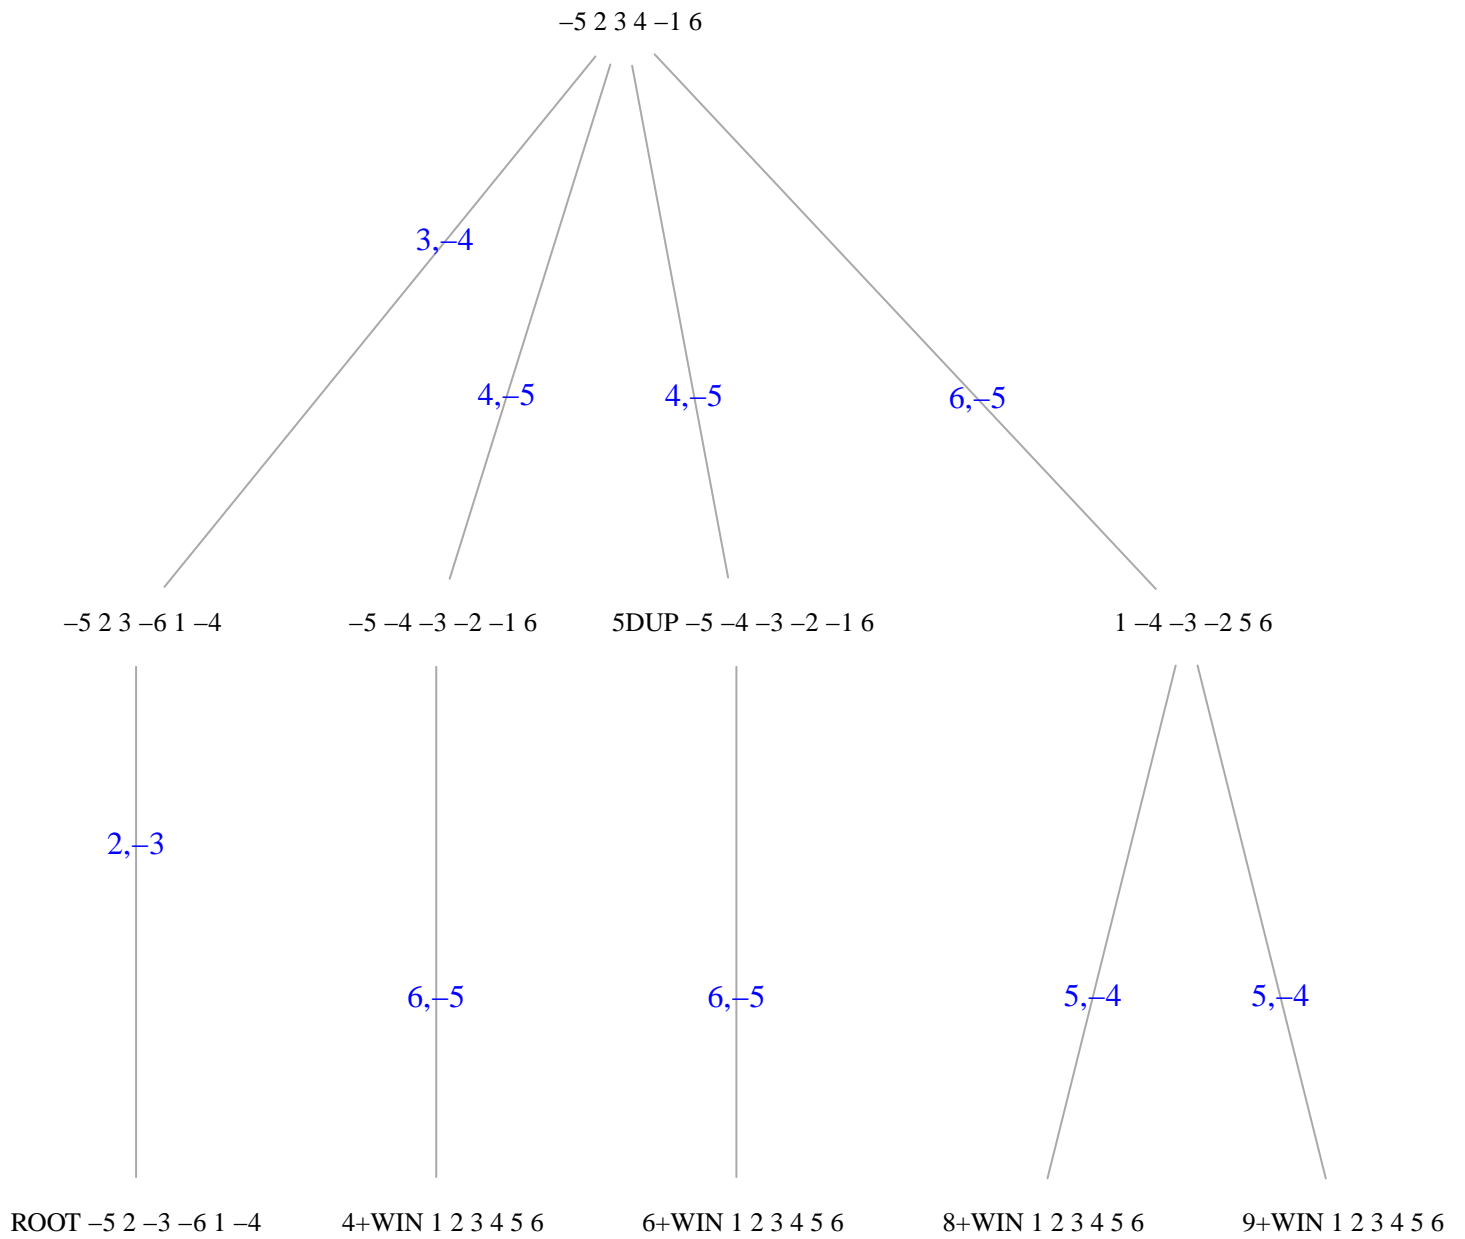 –5 2 3 4 –1 6
3,–4
4,–5
4,–5
6,–5
–5 2 3 –6 1 –4
–5 –4 –3 –2 –1 6
5DUP –5 –4 –3 –2 –1 6
1 –4 –3 –2 5 6
2,–3
6,–5
6,–5
5,–4
5,–4
ROOT –5 2 –3 –6 1 –4
4+WIN 1 2 3 4 5 6
6+WIN 1 2 3 4 5 6
8+WIN 1 2 3 4 5 6
9+WIN 1 2 3 4 5 6